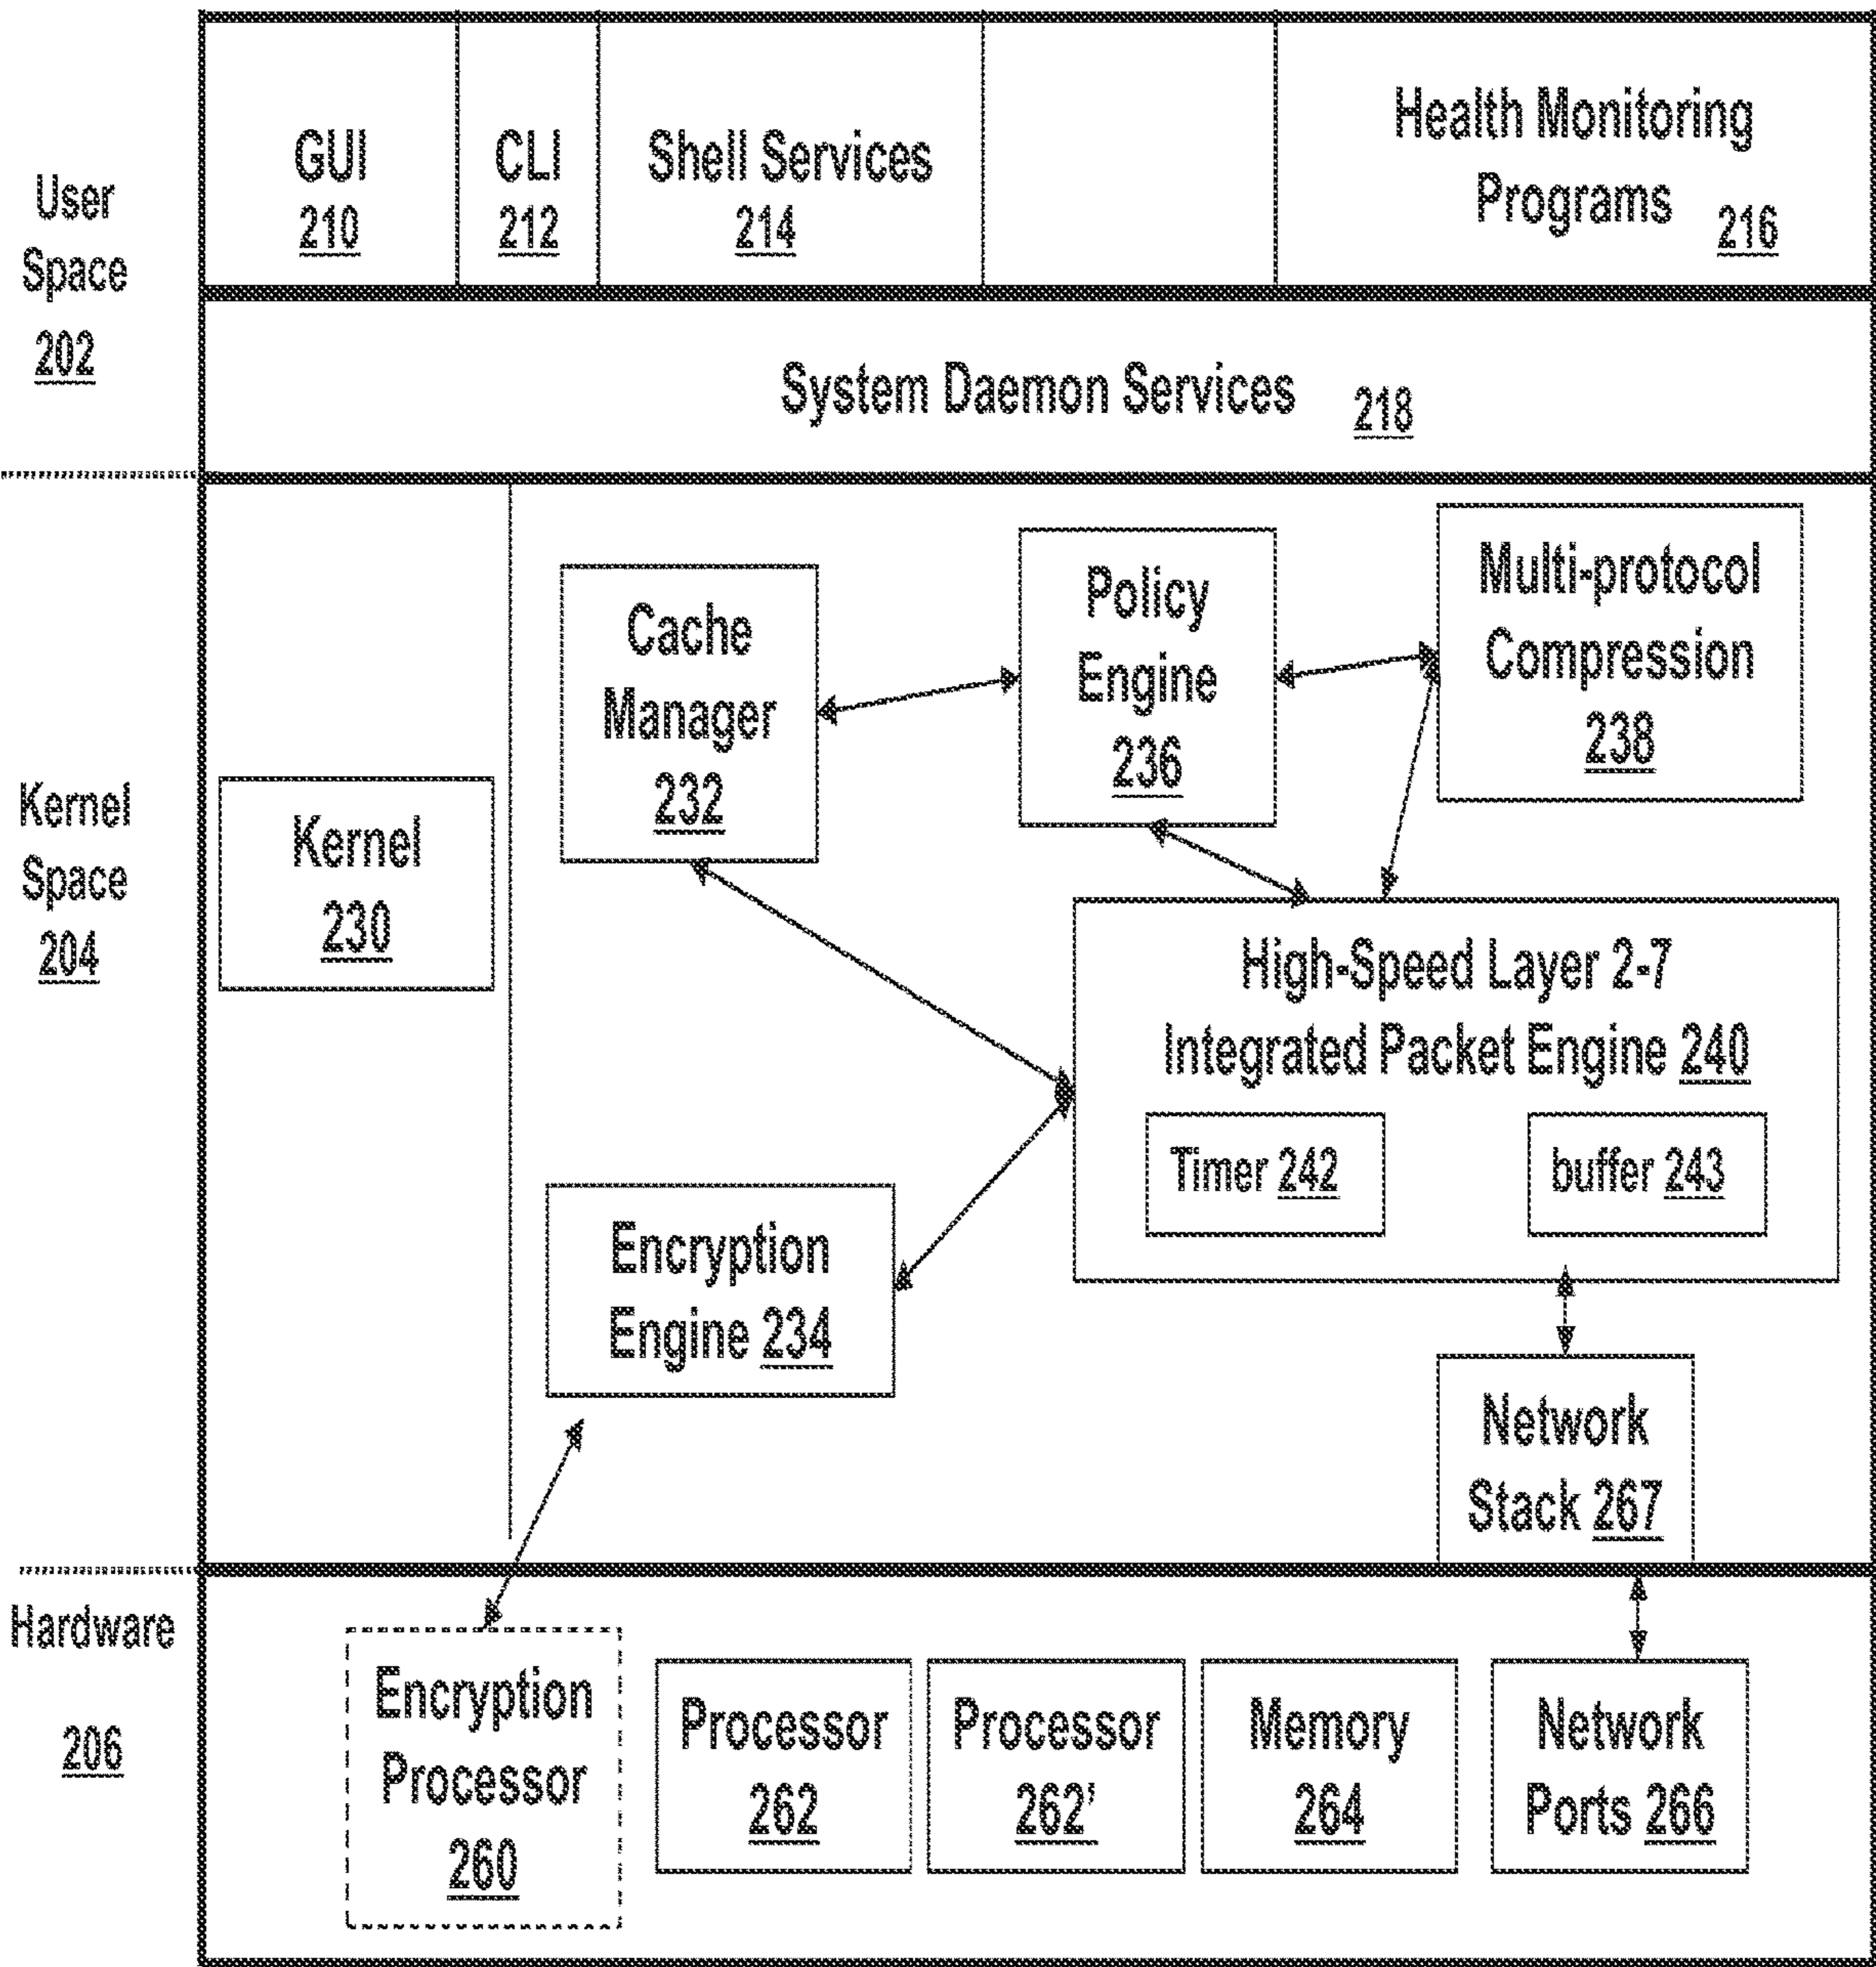 User
Space
202
GUI
210
CLI
212
Shell Services
214
Health Monitoring
Programs 216
System Daemon Services 218
Kernel
Space
204
Kernel
230
Cache
Manager
232
Policy
Engine
236
Multi-protocol
Compression
238
High-Speed Layer 2-7
Integrated Packet Engine 240
Timer 242
buffer 243
Encryption
Engine 234
Network
Stack 267
Hardware
206
Encryption
Processor
260
Processor
262
Processor
262'
Memory
264
Network
Ports 266